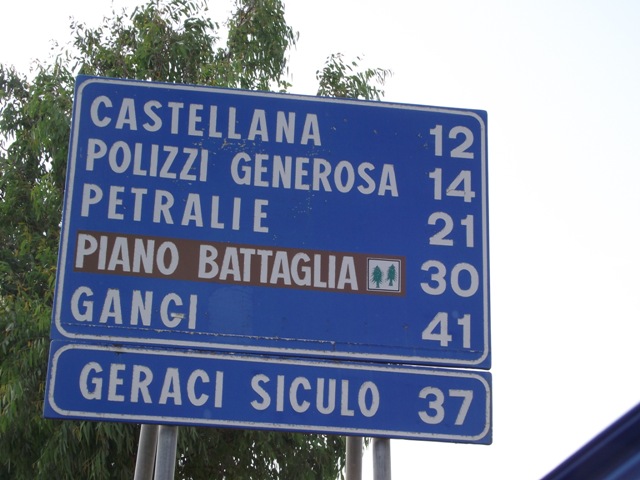 CASTELLANA 12
POLIZZI GENEROSA 14
PETRALIE 21
PIANO BATTAGLIA 30
GANGI 41
GERACI SICULO 37